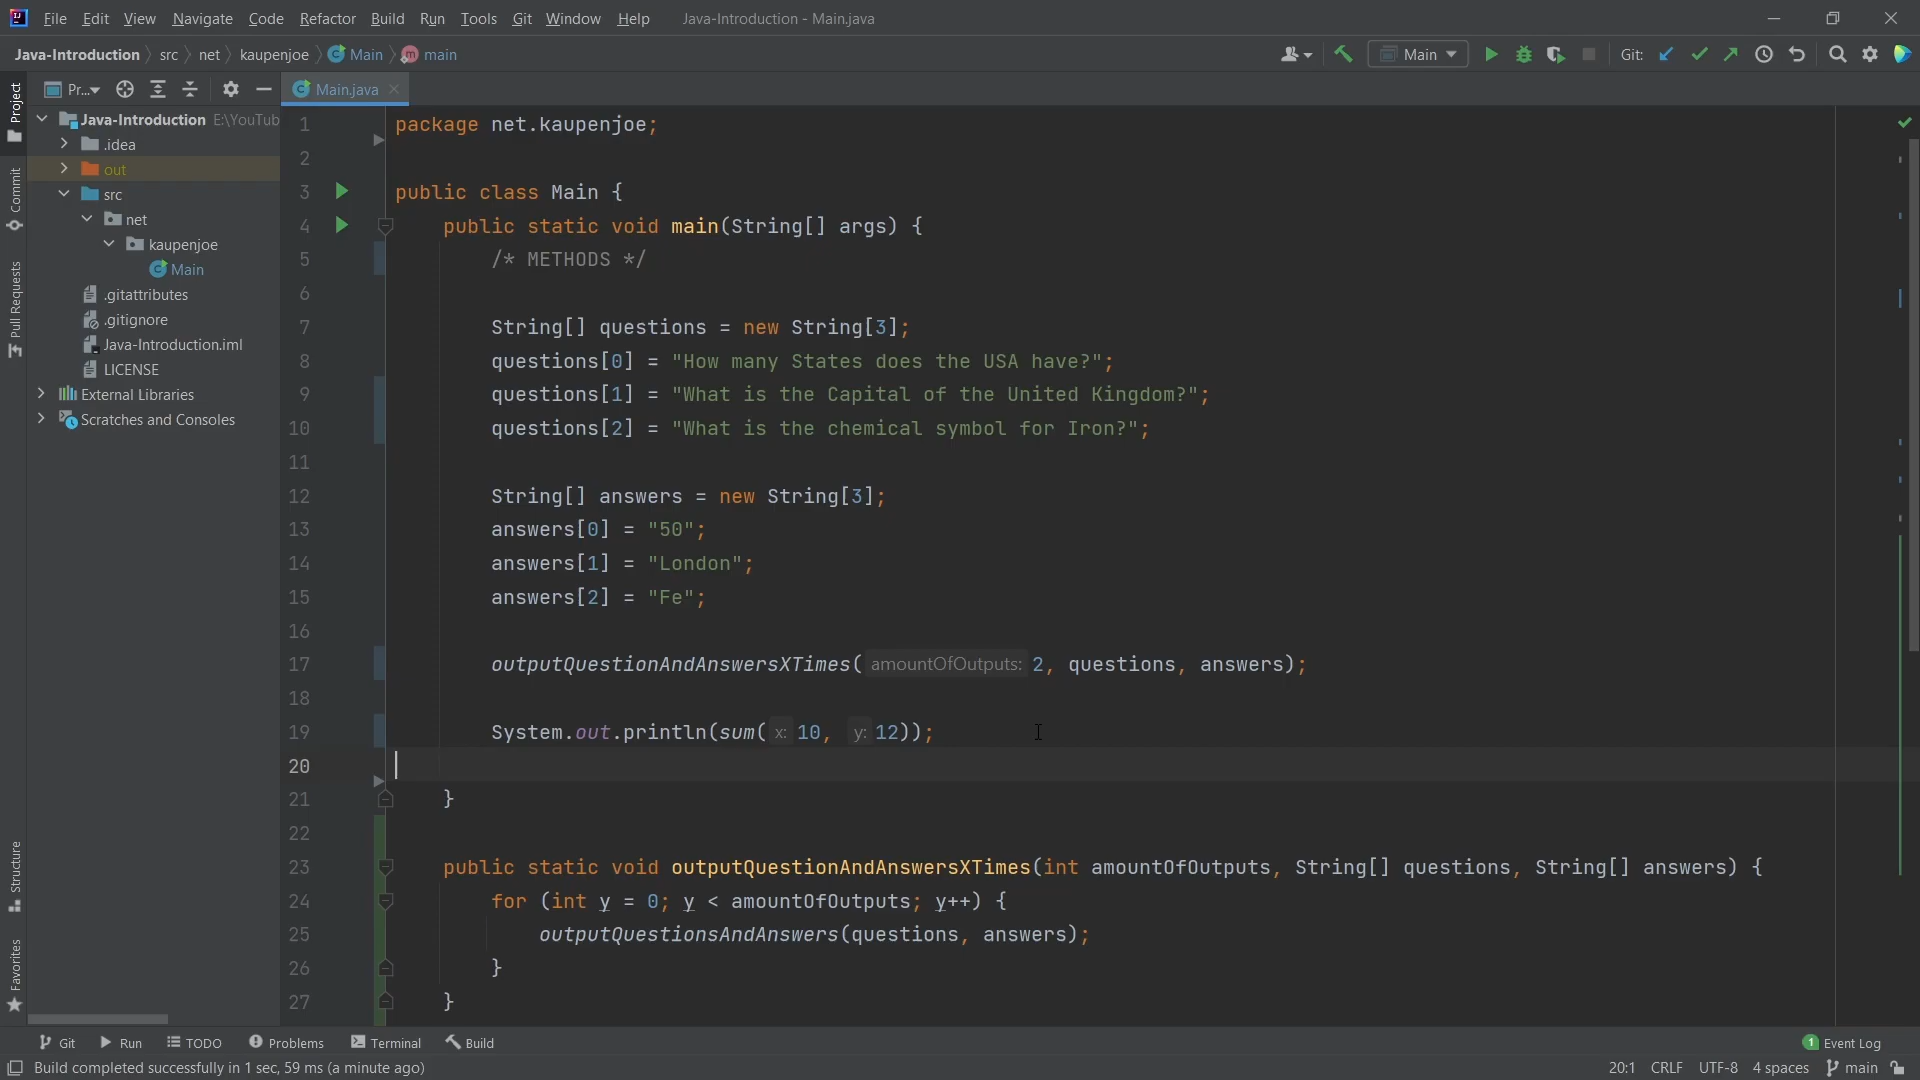 File Edit View Navigate Code Refactor Build Run Tools Git Window Help Java-Introduction - Main.java
Java-Introduction src net kaupenjoe Main main Main Git:
Project Pr... Main.java
Java-Introduction E:\YouTub
.idea
out
src
net
kaupenjoe
Main
.gitattributes
.gitignore
Java-Introduction.iml
LICENSE
External Libraries
Scratches and Consoles
Commit
Pull Requests
Structure
Favorites
1 package net.kaupenjoe;
2
3 public class Main {
4 public static void main(String[] args) {
5 /* METHODS */
6
7 String[] questions = new String[3];
8 questions[0] = "How many States does the USA have?";
9 questions[1] = "What is the Capital of the United Kingdom?";
10 questions[2] = "What is the chemical symbol for Iron?";
11
12 String[] answers = new String[3];
13 answers[0] = "50";
14 answers[1] = "London";
15 answers[2] = "Fe";
16
17 outputQuestionAndAnswersXTimes( amountOfOutputs: 2, questions, answers);
18
19 System.out.println(sum( x: 10, y: 12));
20
21 }
22
23 public static void outputQuestionAndAnswersXTimes(int amountOfOutputs, String[] questions, String[] answers) {
24 for (int y = 0; y < amountOfOutputs; y++) {
25 outputQuestionsAndAnswers(questions, answers);
26 }
27 }
Git Run TODO Problems Terminal Build 1 Event Log
Build completed successfully in 1 sec, 59 ms (a minute ago) 20:1 CRLF UTF-8 4 spaces main